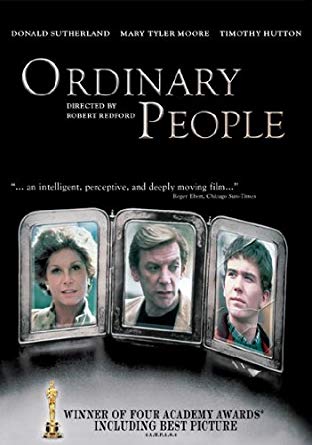 DONALD SUTHERLAND MARY TYLER MOORE TIMOTHY HUTTON
ORDINARY
DIRECTED BY
ROBERT REDFORD
PEOPLE
"... an intelligent, perceptive, and deeply moving film..."
Roger Ebert, Chicago Sun-Times
WINNER OF FOUR ACADEMY AWARDS®
INCLUDING BEST PICTURE